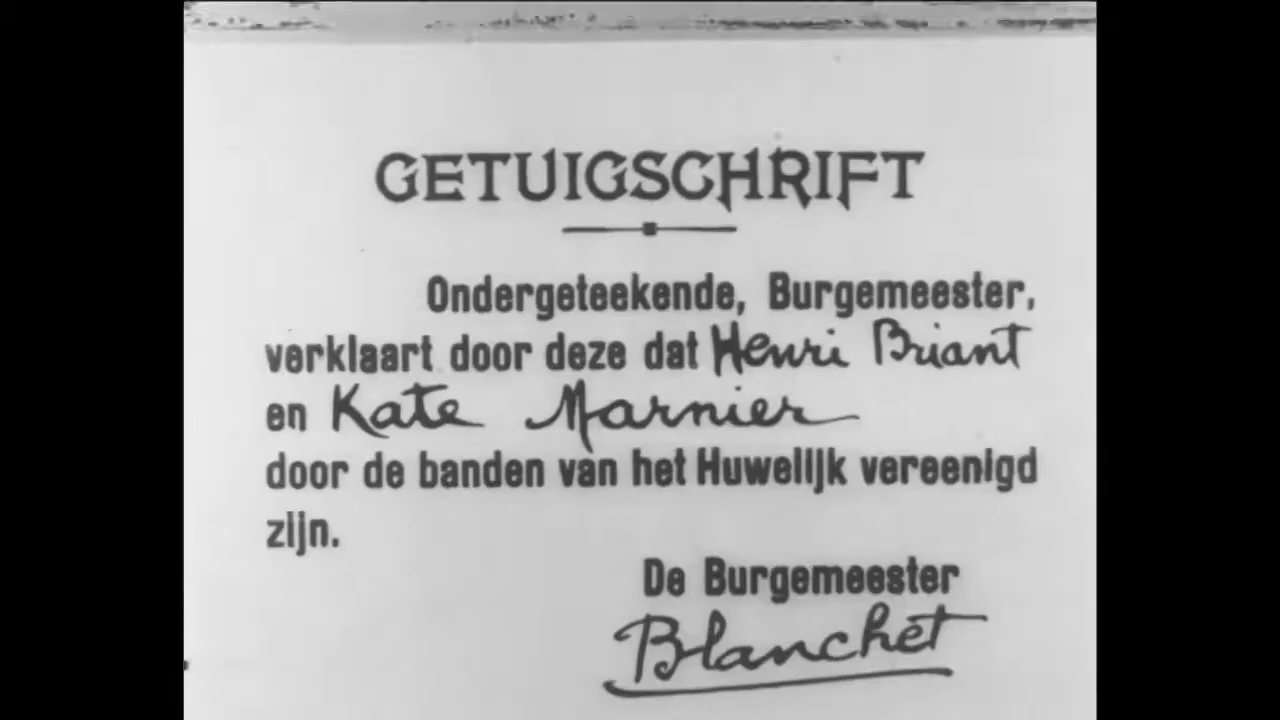 GETUIGSCHRIFT
Ondergeteekende, Burgemeester,
verklaart door deze dat Henri Briant
en Kate Marnier
door de banden van het Huwelijk vereenigd
zijn.
De Burgemeester
Blanchet